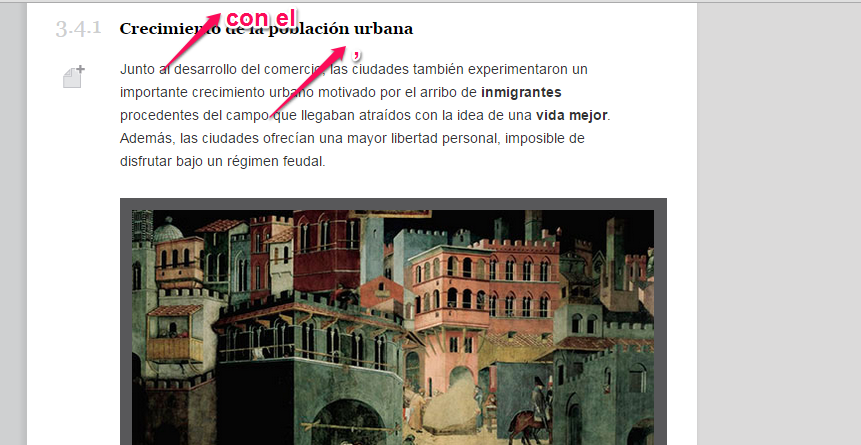 con el
3.4.1 Crecimiento de la población urbana
,
Junto al desarrollo del comercio, las ciudades también experimentaron un
importante crecimiento urbano motivado por el arribo de inmigrantes
procedentes del campo que llegaban atraídos con la idea de una vida mejor.
Además, las ciudades ofrecían una mayor libertad personal, imposible de
disfrutar bajo un régimen feudal.